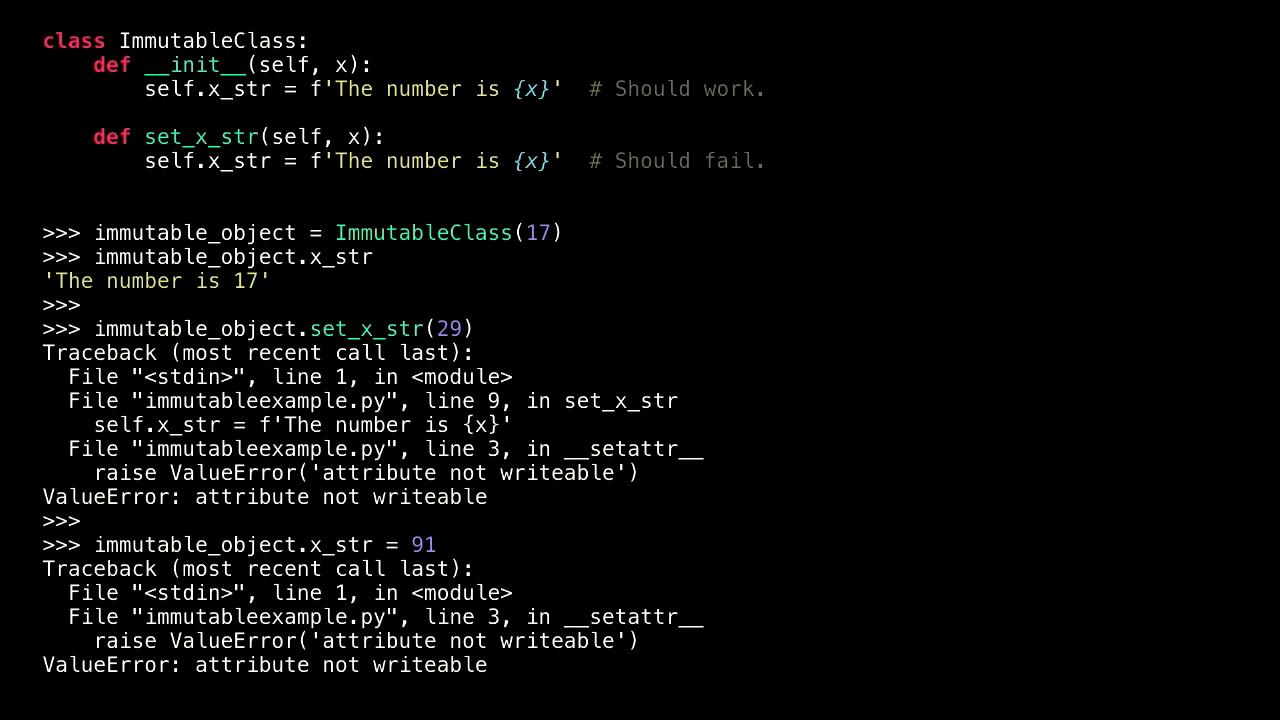 class ImmutableClass:
    def __init__(self, x):
        self.x_str = f'The number is {x}'  # Should work.

    def set_x_str(self, x):
        self.x_str = f'The number is {x}'  # Should fail.


>>> immutable_object = ImmutableClass(17)
>>> immutable_object.x_str
'The number is 17'
>>>
>>> immutable_object.set_x_str(29)
Traceback (most recent call last):
  File "<stdin>", line 1, in <module>
  File "immutableexample.py", line 9, in set_x_str
    self.x_str = f'The number is {x}'
  File "immutableexample.py", line 3, in __setattr__
    raise ValueError('attribute not writeable')
ValueError: attribute not writeable
>>>
>>> immutable_object.x_str = 91
Traceback (most recent call last):
  File "<stdin>", line 1, in <module>
  File "immutableexample.py", line 3, in __setattr__
    raise ValueError('attribute not writeable')
ValueError: attribute not writeable